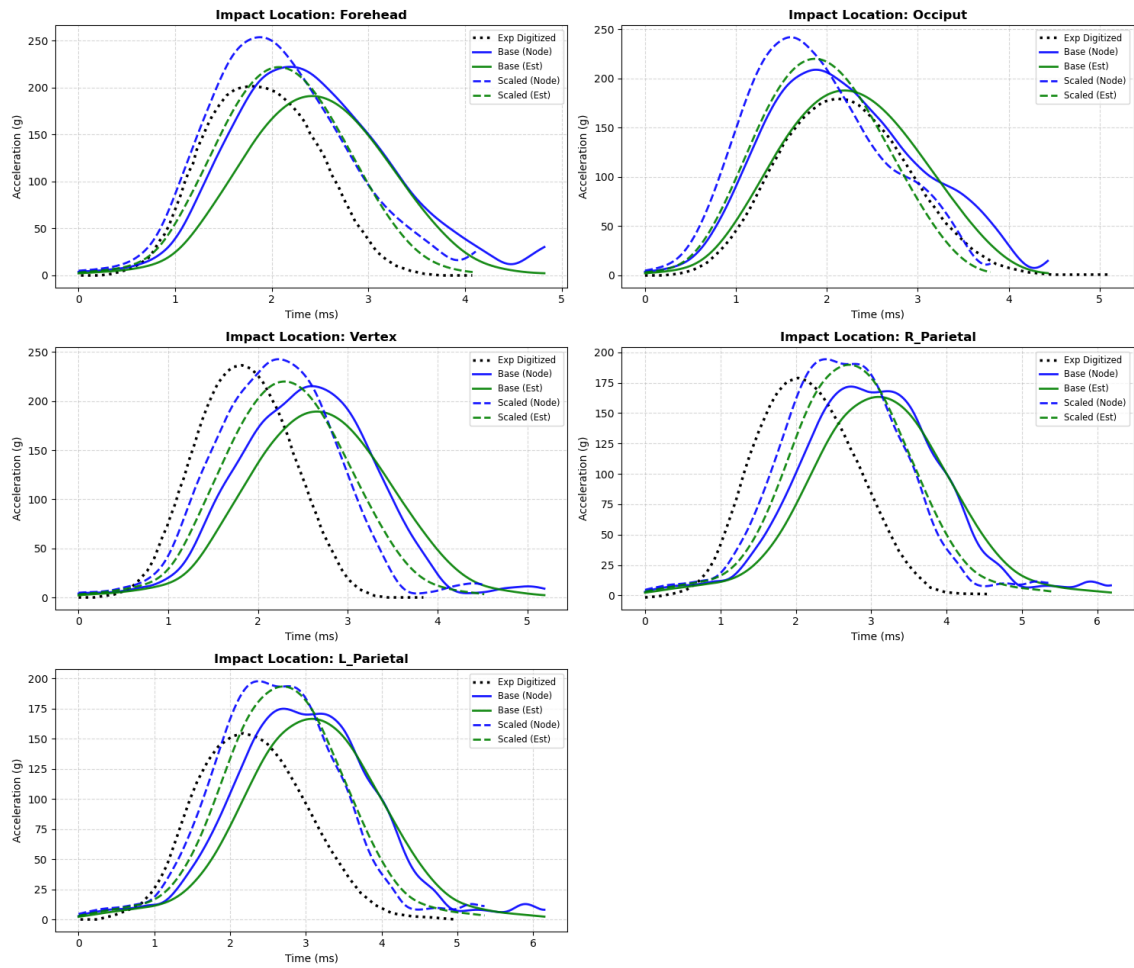 Impact Location: Forehead
Acceleration (g)
250
200
150
100
50
0
0
1
2
3
4
5
Time (ms)
Exp Digitized
Base (Node)
Base (Est)
Scaled (Node)
Scaled (Est)
Impact Location: Occiput
Acceleration (g)
250
200
150
100
50
0
0
1
2
3
4
5
Time (ms)
Exp Digitized
Base (Node)
Base (Est)
Scaled (Node)
Scaled (Est)
Impact Location: Vertex
Acceleration (g)
250
200
150
100
50
0
0
1
2
3
4
5
Time (ms)
Exp Digitized
Base (Node)
Base (Est)
Scaled (Node)
Scaled (Est)
Impact Location: R_Parietal
Acceleration (g)
200
175
150
125
100
75
50
25
0
0
1
2
3
4
5
6
Time (ms)
Exp Digitized
Base (Node)
Base (Est)
Scaled (Node)
Scaled (Est)
Impact Location: L_Parietal
Acceleration (g)
200
175
150
125
100
75
50
25
0
0
1
2
3
4
5
6
Time (ms)
Exp Digitized
Base (Node)
Base (Est)
Scaled (Node)
Scaled (Est)